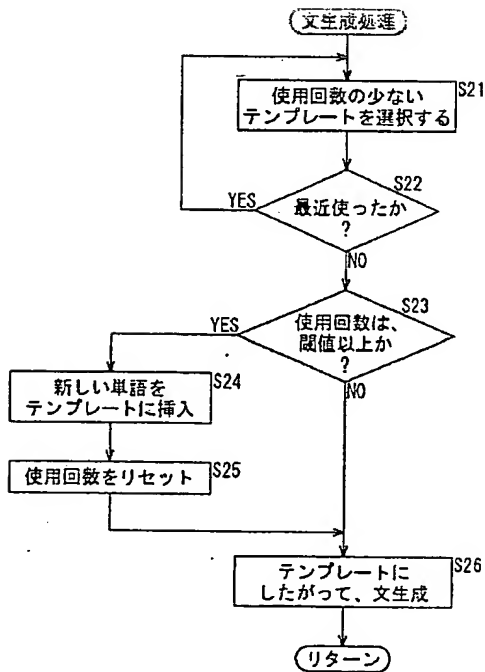 文生成処理
S21
使用回数の少ない
テンプレートを選択する
S22
YES
最近使ったか
?
NO
S23
YES
使用回数は、
閾値以上か
?
NO
S24
新しい単語を
テンプレートに挿入
S25
使用回数をリセット
S26
テンプレートに
したがって、文生成
リターン